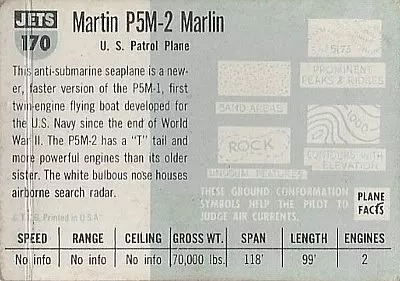 JETS
170
Martin P5M-2 Marlin
U. S. Patrol Plane
This anti-submarine seaplane is a new-
er, faster version of the P5M-1, first
twin-engine flying boat developed for
the U.S. Navy since the end of World
War II. The P5M-2 has a "T" tail and
more powerful engines than its older
sister. The white bulbous nose houses
airborne search radar.
© T.C.G. Printed in U.S.A.
5173
PROMINENT
PEAKS & RIDGES
SAND AREAS
1000
ROCK
CONTOURS WITH
ELEVATION
UNUSUAL FEATURES
THESE GROUND CONFORMATION
SYMBOLS HELP THE PILOT TO
JUDGE AIR CURRENTS.
PLANE
FACTS
SPEED RANGE CEILING GROSS WT. SPAN LENGTH ENGINES
No info No info No info 70,000 lbs. 118' 99' 2